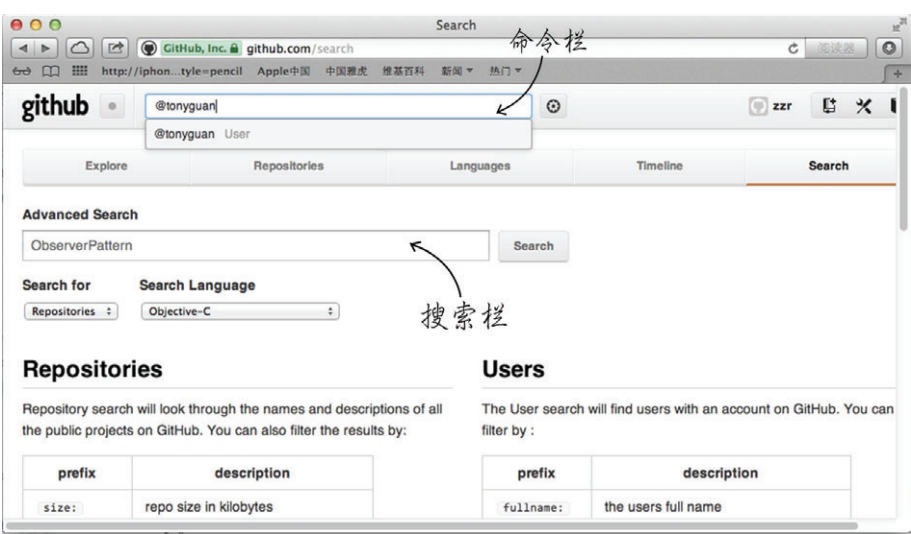 Search
命令栏
GitHub, Inc. github.com/search
阅读器
http://iphon...tyle=pencil Apple中国 中国雅虎 维基百科 新闻 热门
github
@tonyguan
zzr
@tonyguan User
Explore Repositories Languages Timeline Search
Advanced Search
ObserverPattern Search
Search for Search Language
Repositories Objective-C
搜索栏
Repositories Users
Repository search will look through the names and descriptions of all
the public projects on GitHub. You can also filter the results by:
The User search will find users with an account on GitHub. You can
filter by :
prefix description
size: repo size in kilobytes
prefix description
fullname: the users full name